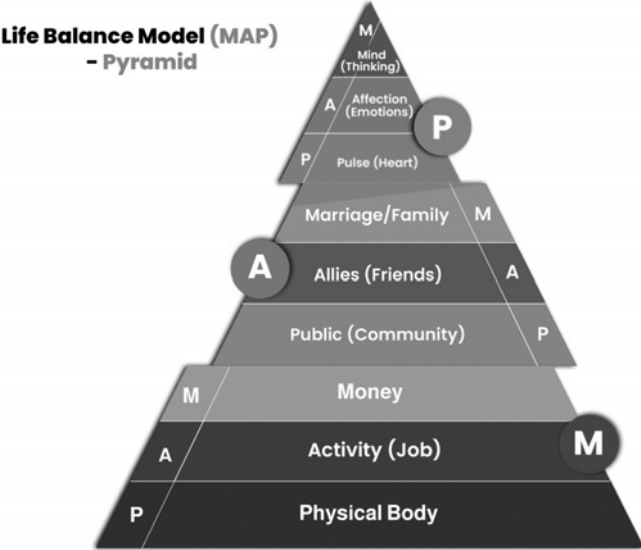 Life Balance Model (MAP)
– Pyramid
M
Mind
(Thinking)
A
Affection
(Emotions)
P
P
Pulse (Heart)
Marriage/Family
M
A
Allies (Friends)
A
Public (Community)
P
M
Money
M
A
Activity (Job)
P
Physical Body